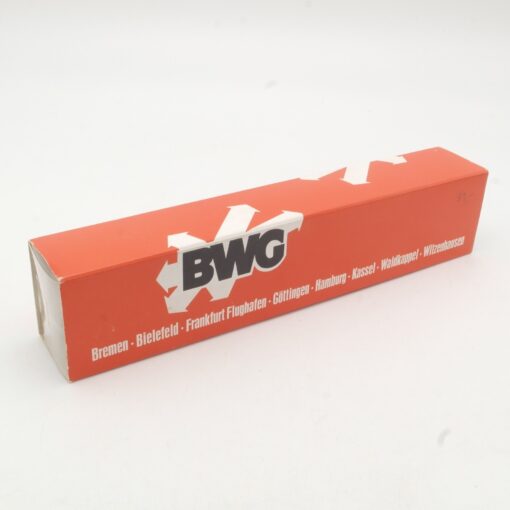 BWG
Bremen · Bielefeld · Frankfurt Flughafen · Göttingen · Hamburg · Kassel · Waldkappel · Witzenhausen